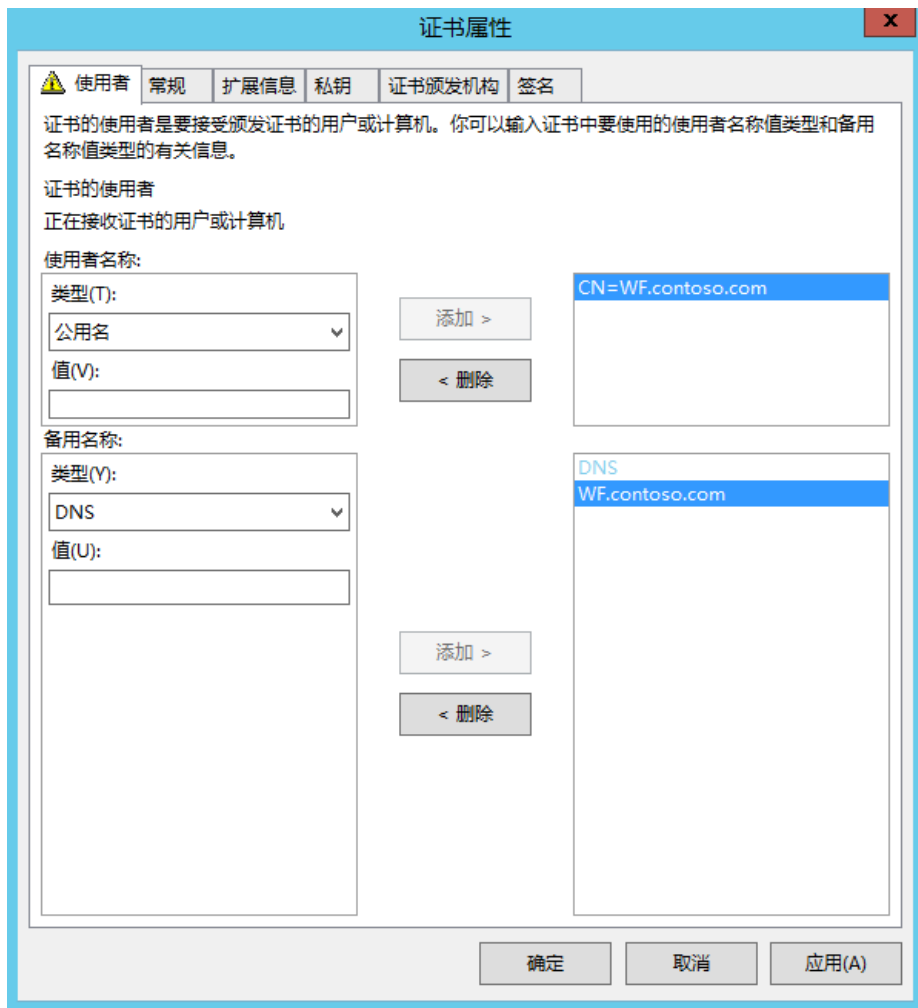 证书属性
x
使用者 常规 扩展信息 私钥 证书颁发机构 签名
证书的使用者是要接受颁发证书的用户或计算机。你可以输入证书中要使用的使用者名称值类型和备用
名称值类型的有关信息。
证书的使用者
正在接收证书的用户或计算机
使用者名称:
类型(T):
公用名
值(V):
添加 >
< 删除
CN=WF.contoso.com
备用名称:
类型(Y):
DNS
值(U):
添加 >
< 删除
DNS
WF.contoso.com
确定 取消 应用(A)